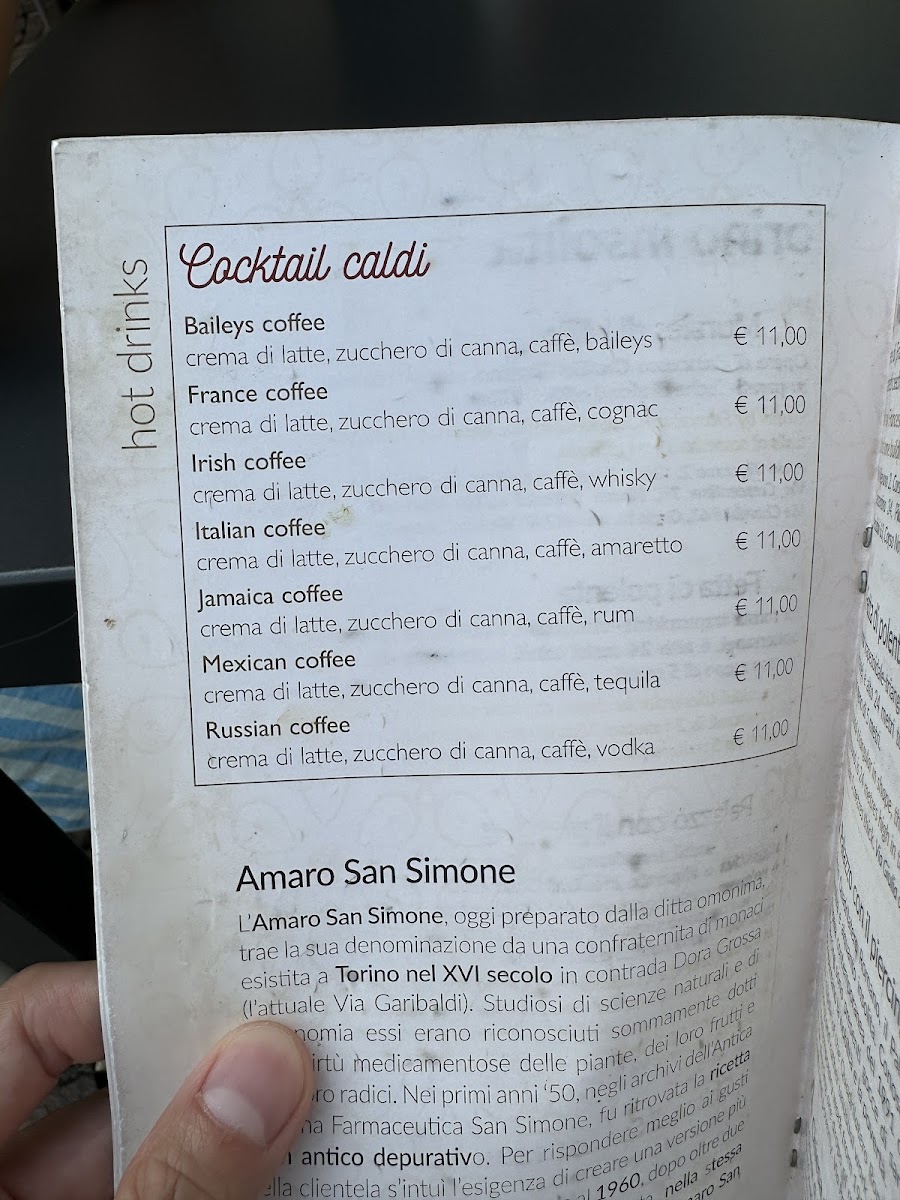 hot drinks
Cocktail caldi
Baileys coffee
crema di latte, zucchero di canna, caffè, baileys € 11,00
France coffee
crema di latte, zucchero di canna, caffè, cognac € 11,00
Irish coffee
crema di latte, zucchero di canna, caffè, whisky € 11,00
Italian coffee
crema di latte, zucchero di canna, caffè, amaretto € 11,00
Jamaica coffee
crema di latte, zucchero di canna, caffè, rum € 11,00
Mexican coffee
crema di latte, zucchero di canna, caffè, tequila € 11,00
Russian coffee
crema di latte, zucchero di canna, caffè, vodka € 11,00
Amaro San Simone
L'Amaro San Simone, oggi preparato dalla ditta omonima,
trae la sua denominazione da una confraternita di monaci
esistita a Torino nel XVI secolo in contrada Dora Grossa
(l'attuale Via Garibaldi). Studiosi di scienze naturali e di
nomia essi erano riconosciuti sommamente dotti
irtù medicamentose delle piante, dei loro frutti e
ro radici. Nei primi anni '50, negli archivi dell'Antica
na Farmaceutica San Simone, fu ritrovata la ricetta
antico depurativo. Per rispondere meglio ai gusti
ella clientela s'intuì l'esigenza di creare una versione più
al 1960, dopo oltre due
nella stessa
maro San